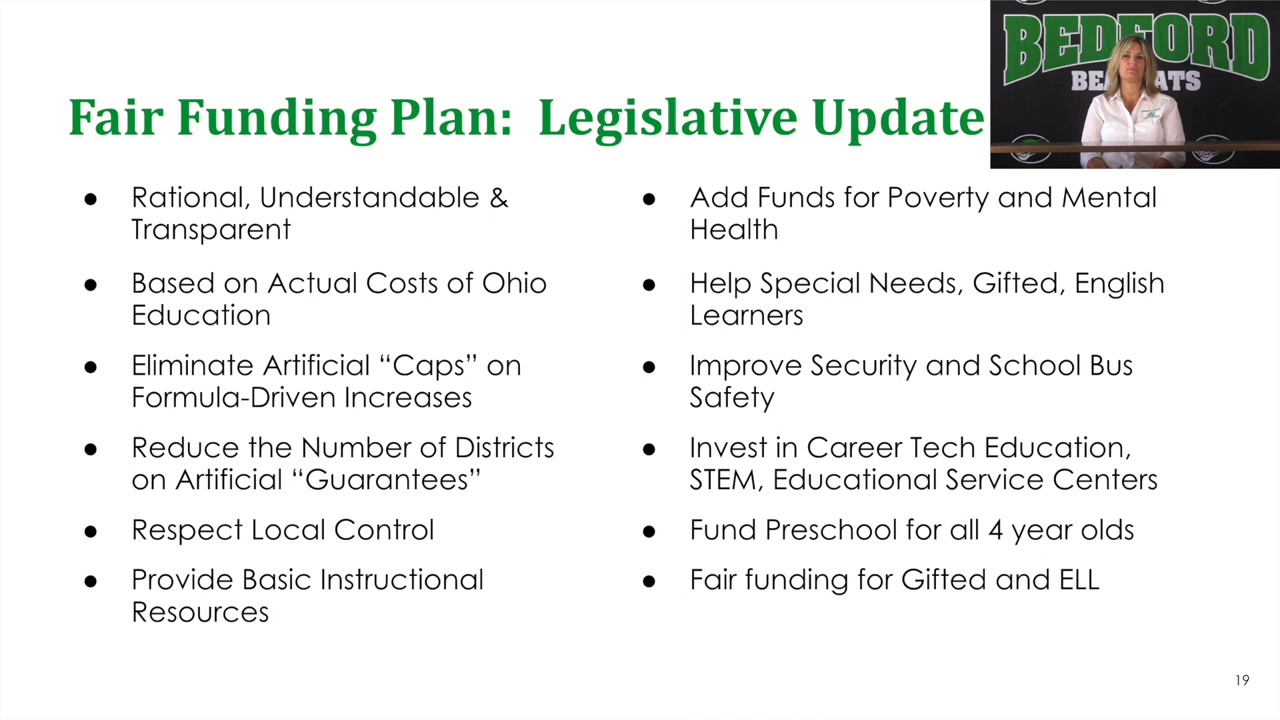 BEDFORD
Fair Funding Plan: Legislative Update
● Rational, Understandable &
Transparent
● Based on Actual Costs of Ohio
Education
● Eliminate Artificial “Caps” on
Formula-Driven Increases
● Reduce the Number of Districts
on Artificial “Guarantees”
● Respect Local Control
● Provide Basic Instructional
Resources
● Add Funds for Poverty and Mental
Health
● Help Special Needs, Gifted, English
Learners
● Improve Security and School Bus
Safety
● Invest in Career Tech Education,
STEM, Educational Service Centers
● Fund Preschool for all 4 year olds
● Fair funding for Gifted and ELL
19